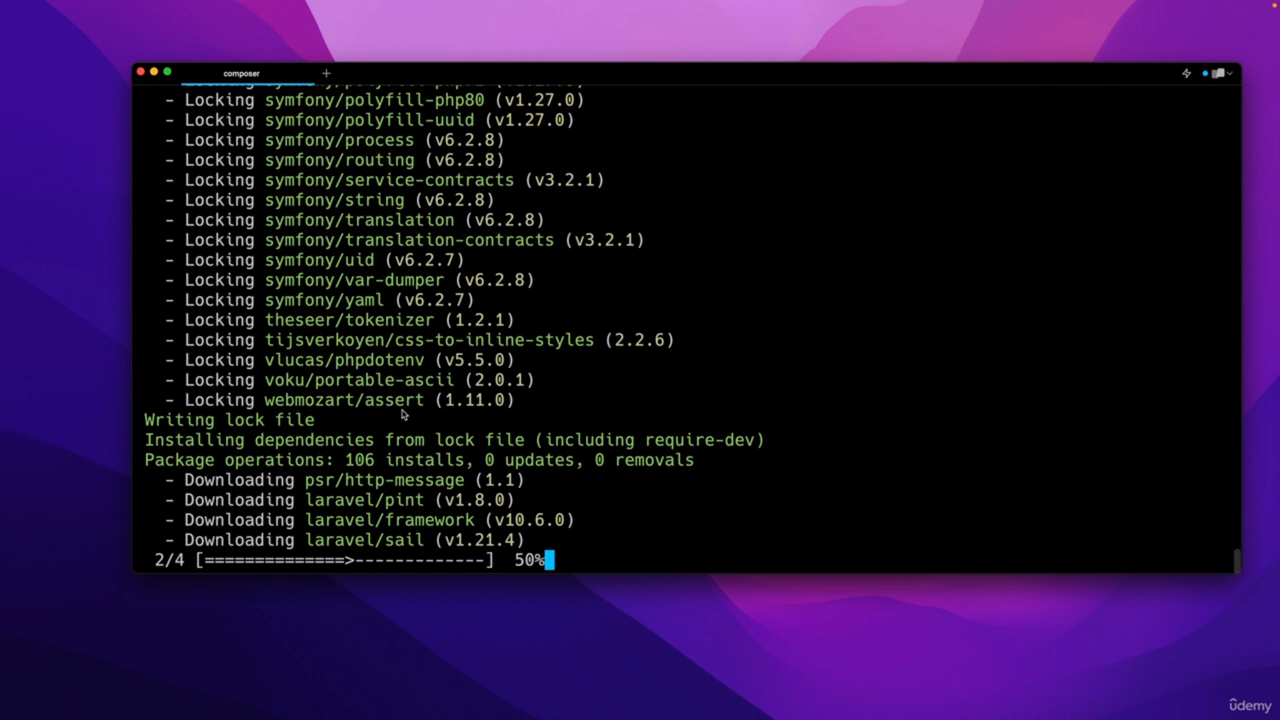 composer
- Locking symfony/polyfill-php80 (v1.27.0)
- Locking symfony/polyfill-uuid (v1.27.0)
- Locking symfony/process (v6.2.8)
- Locking symfony/routing (v6.2.8)
- Locking symfony/service-contracts (v3.2.1)
- Locking symfony/string (v6.2.8)
- Locking symfony/translation (v6.2.8)
- Locking symfony/translation-contracts (v3.2.1)
- Locking symfony/uid (v6.2.7)
- Locking symfony/var-dumper (v6.2.8)
- Locking symfony/yaml (v6.2.7)
- Locking theseer/tokenizer (1.2.1)
- Locking tijsverkoyen/css-to-inline-styles (2.2.6)
- Locking vlucas/phpdotenv (v5.5.0)
- Locking voku/portable-ascii (2.0.1)
- Locking webmozart/assert (1.11.0)
Writing lock file
Installing dependencies from lock file (including require-dev)
Package operations: 106 installs, 0 updates, 0 removals
- Downloading psr/http-message (1.1)
- Downloading laravel/pint (v1.8.0)
- Downloading laravel/framework (v10.6.0)
- Downloading laravel/sail (v1.21.4)
2/4 [==============>-------------] 50%
ûdemy